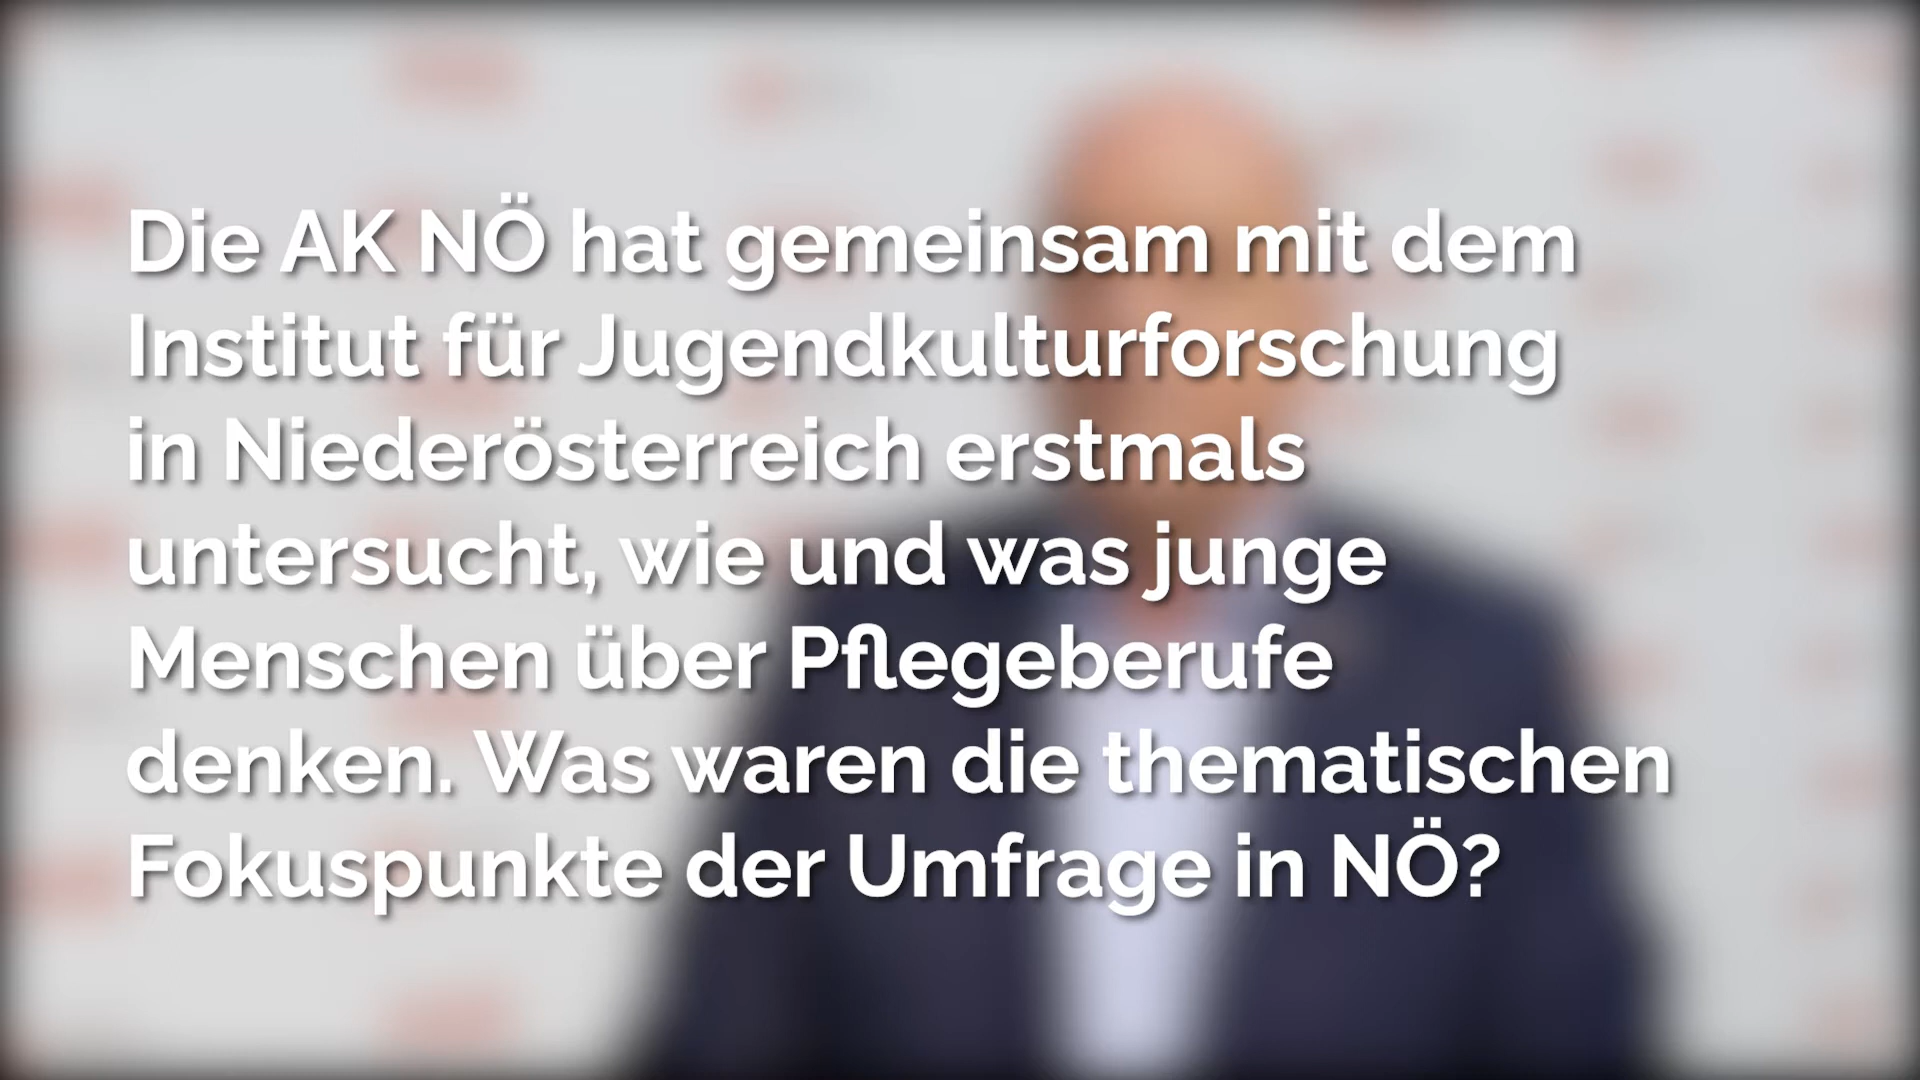 Die AK NÖ hat gemeinsam mit dem
Institut für Jugendkulturforschung
in Niederösterreich erstmals
untersucht, wie und was junge
Menschen über Pflegeberufe
denken. Was waren die thematischen
Fokuspunkte der Umfrage in NÖ?